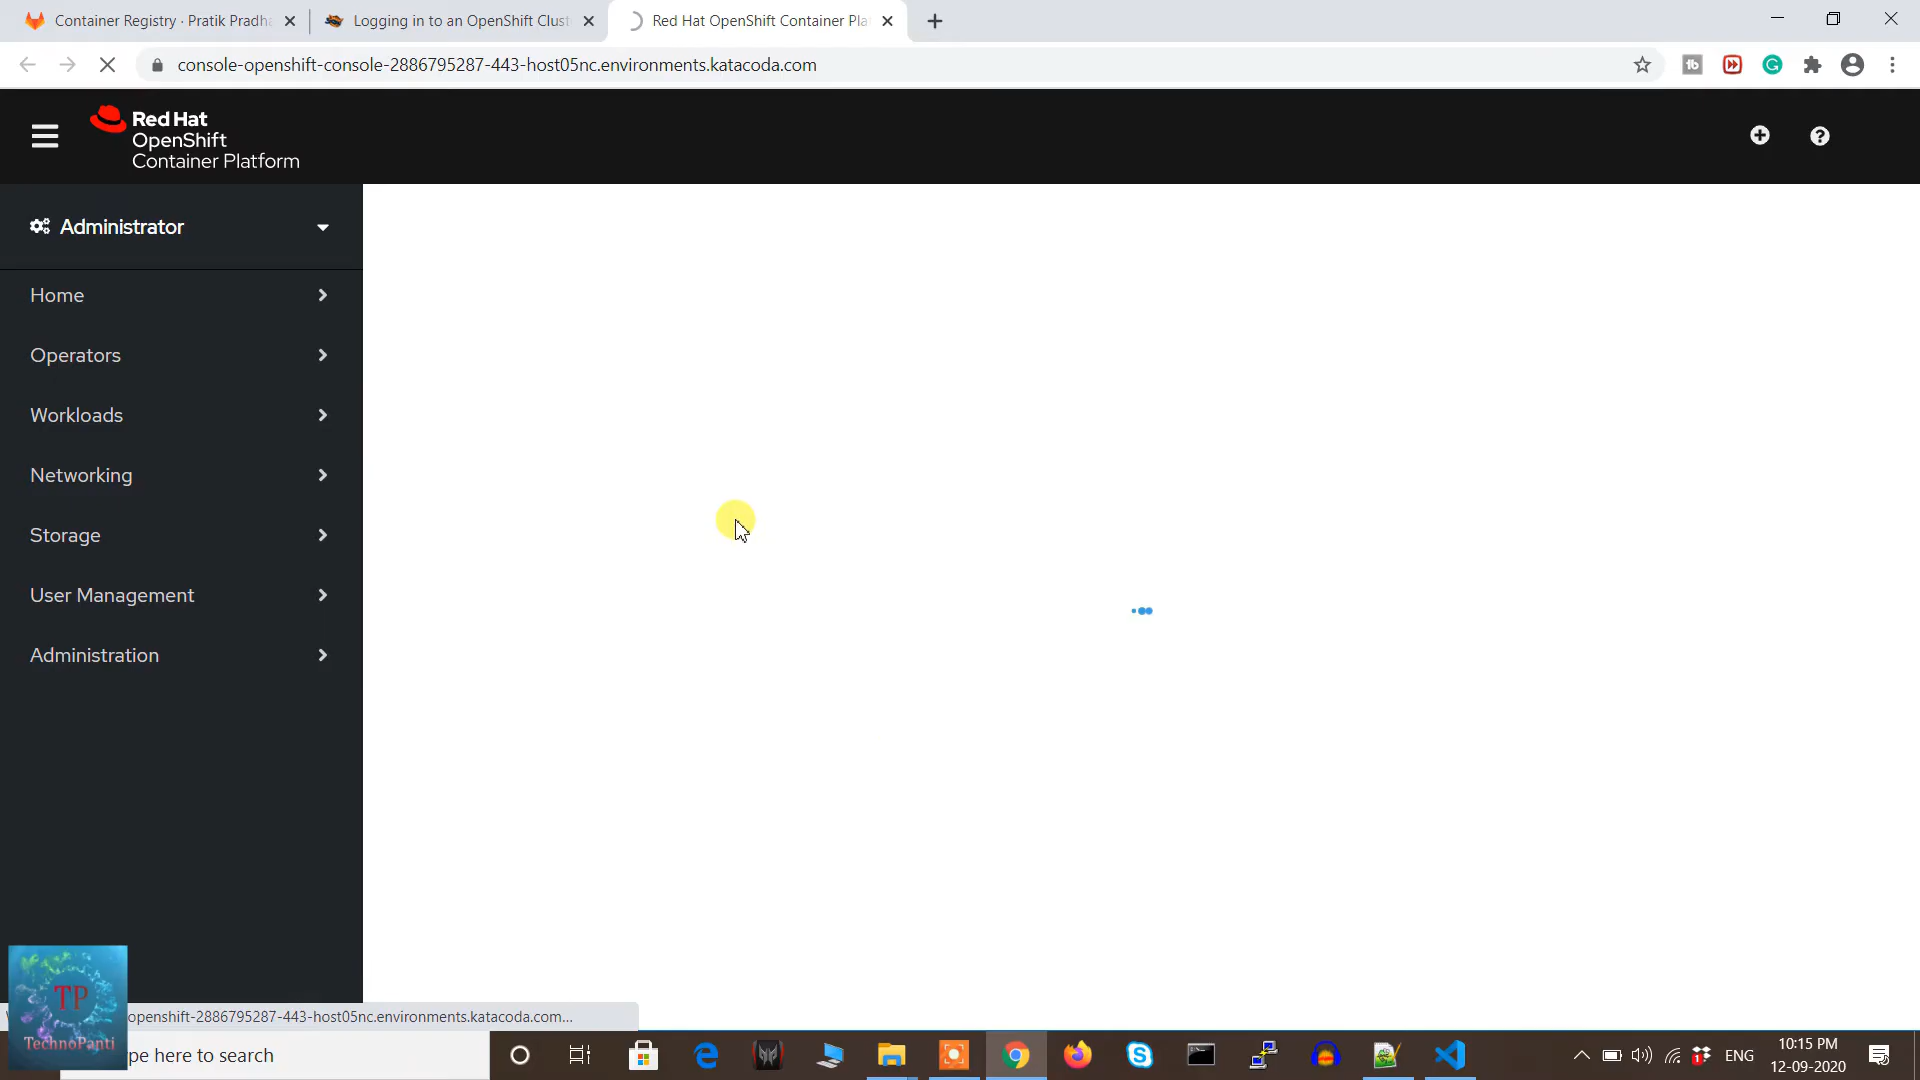 Container Registry · Pratik Pradha
Logging in to an OpenShift Clust
Red Hat OpenShift Container Pla
console-openshift-console-2886795287-443-host05nc.environments.katacoda.com
Red Hat
OpenShift
Container Platform
Administrator
Home
Operators
Workloads
Networking
Storage
User Management
Administration
openshift-2886795287-443-host05nc.environments.katacoda.com...
TP
TechnoPanti
pe here to search
ENG
10:15 PM
12-09-2020